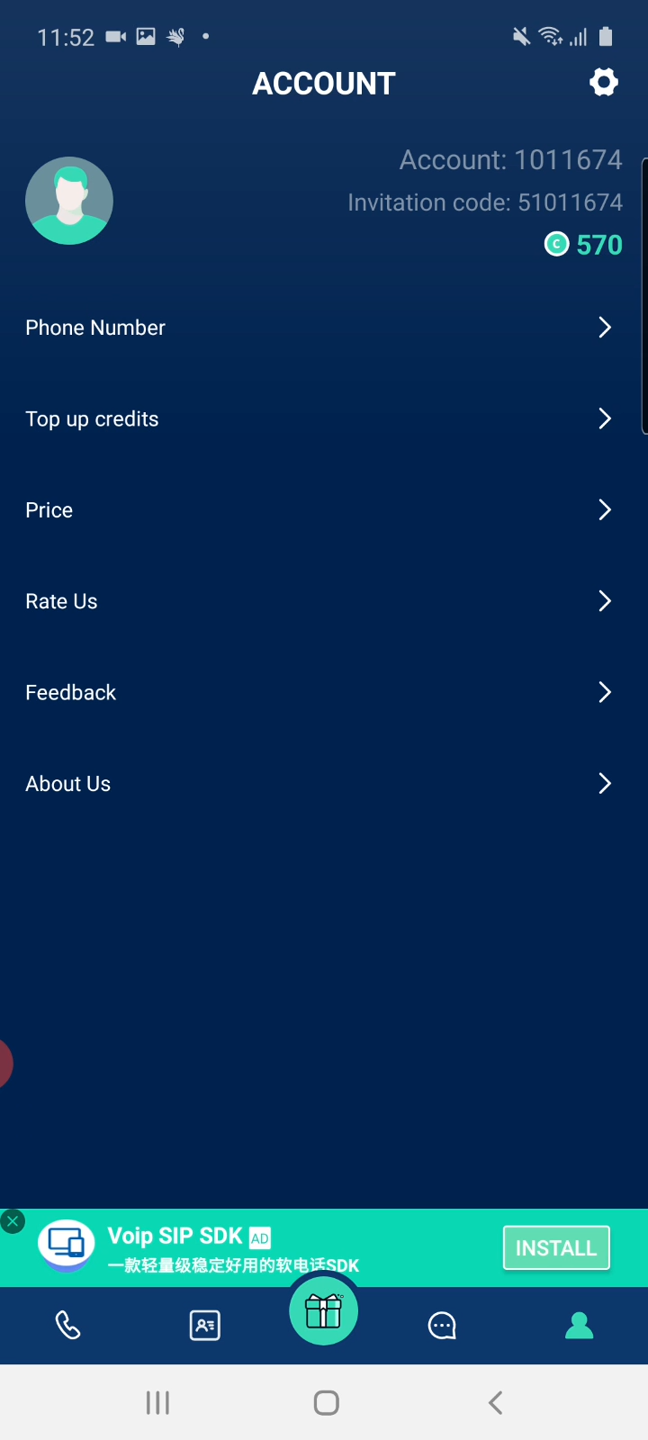 11:52
ACCOUNT
Account: 1011674
Invitation code: 51011674
C 570
Phone Number
Top up credits
Price
Rate Us
Feedback
About Us
Voip SIP SDK AD
一款轻量级稳定好用的软电话SDK
INSTALL